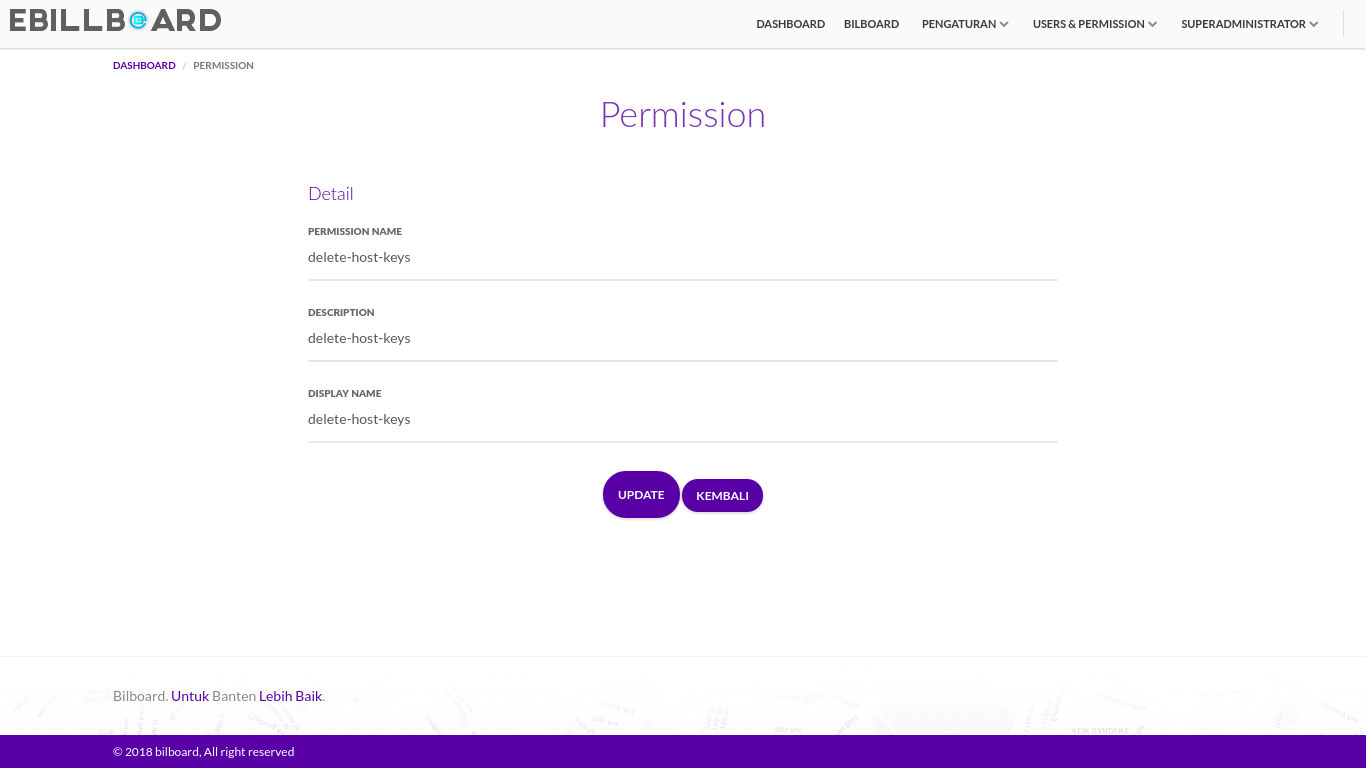 EBILLBOARD
DASHBOARD BILBOARD PENGATURAN USERS & PERMISSION SUPERADMINISTRATOR
DASHBOARD / PERMISSION
Permission
Detail
PERMISSION NAME
delete-host-keys
DESCRIPTION
delete-host-keys
DISPLAY NAME
delete-host-keys
UPDATE KEMBALI
Bilboard. Untuk Banten Lebih Baik.
© 2018 bilboard, All right reserved